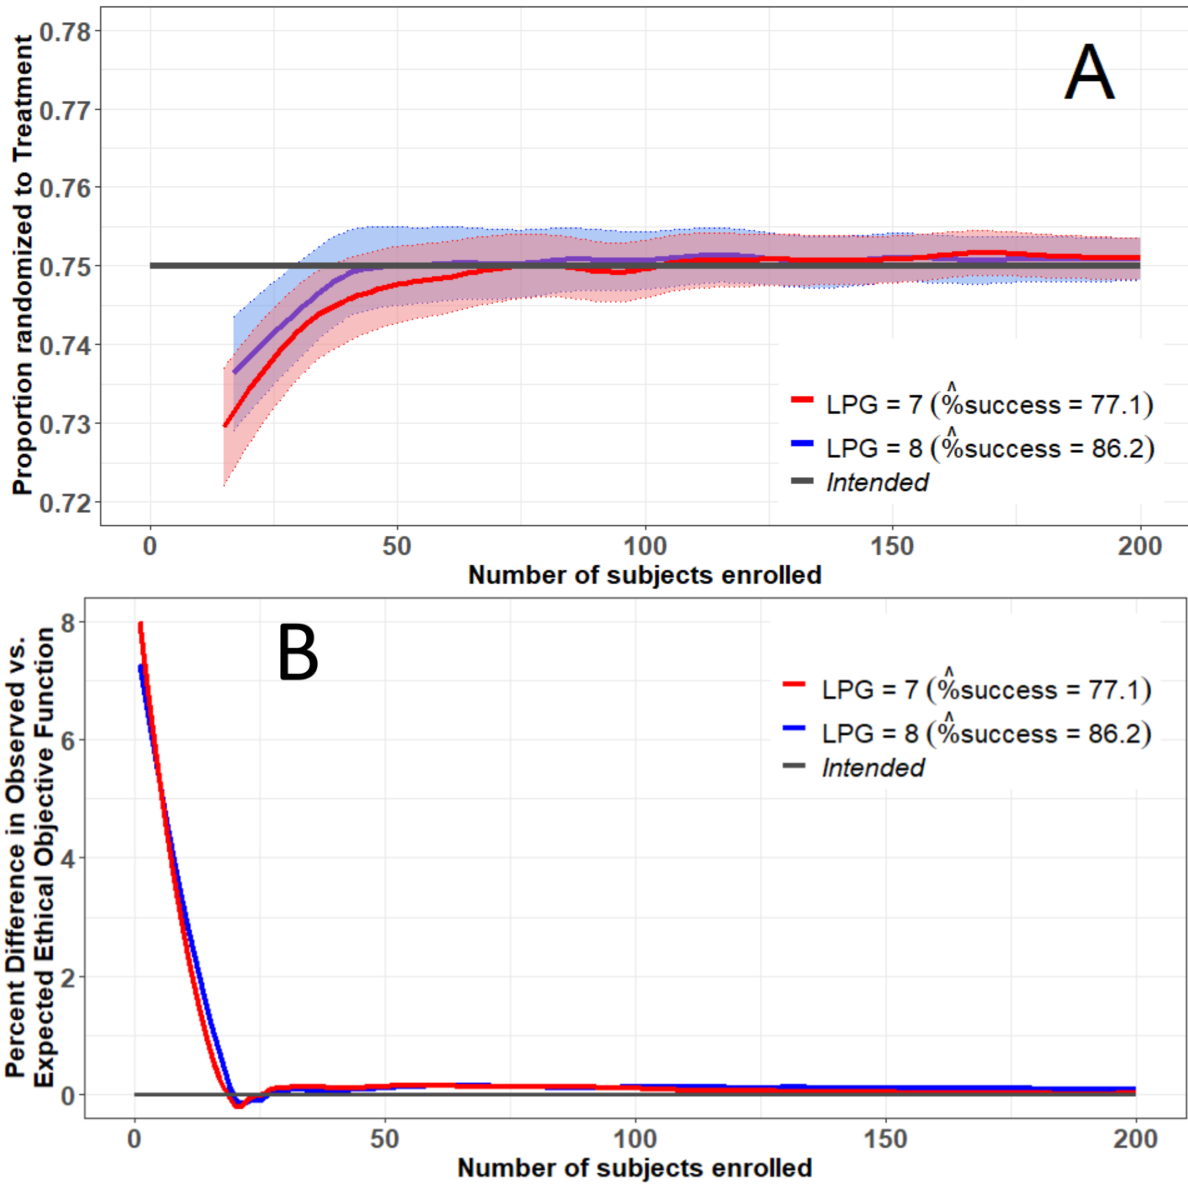 Proportion randomized to Treatment
0.78
0.77
0.76
0.75
0.74
0.73
0.72
A
LPG = 7 (%̂success = 77.1)
LPG = 8 (%̂success = 86.2)
Intended
0 50 100 150 200
Number of subjects enrolled
Percent Difference in Observed vs.
Expected Ethical Objective Function
8
6
4
2
0
B
LPG = 7 (%̂success = 77.1)
LPG = 8 (%̂success = 86.2)
Intended
0 50 100 150 200
Number of subjects enrolled